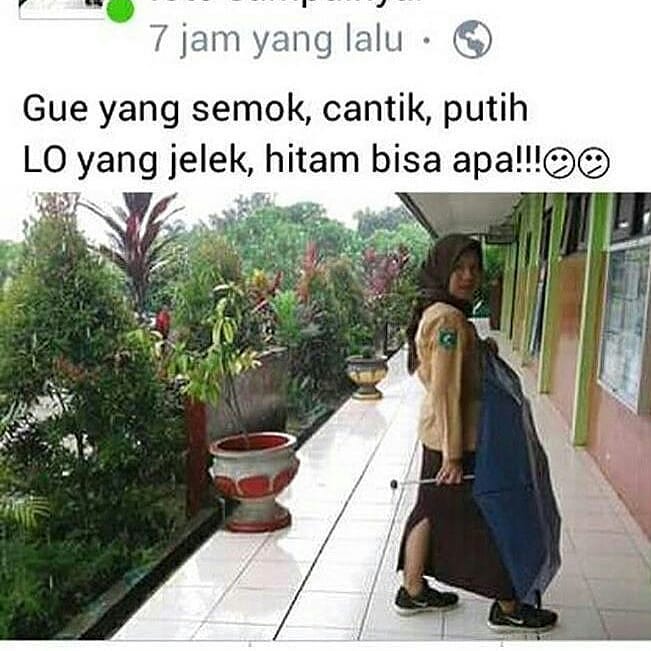 7 jam yang lalu ·
Gue yang semok, cantik, putih
LO yang jelek, hitam bisa apa!!!🫤🫤